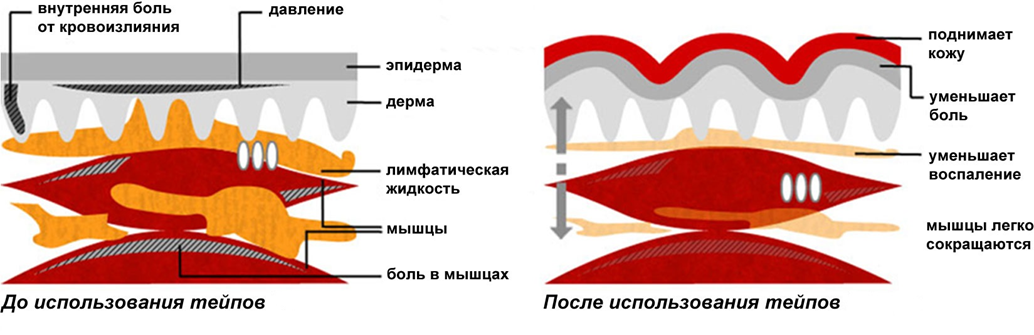 внутренняя боль
от кровоизлияния
давление
эпидерма
дерма
лимфатическая
жидкость
мышцы
боль в мышцах
До использования тейпов
поднимает
кожу
уменьшает
боль
уменьшает
воспаление
мышцы легко
сокращаются
После использования тейпов